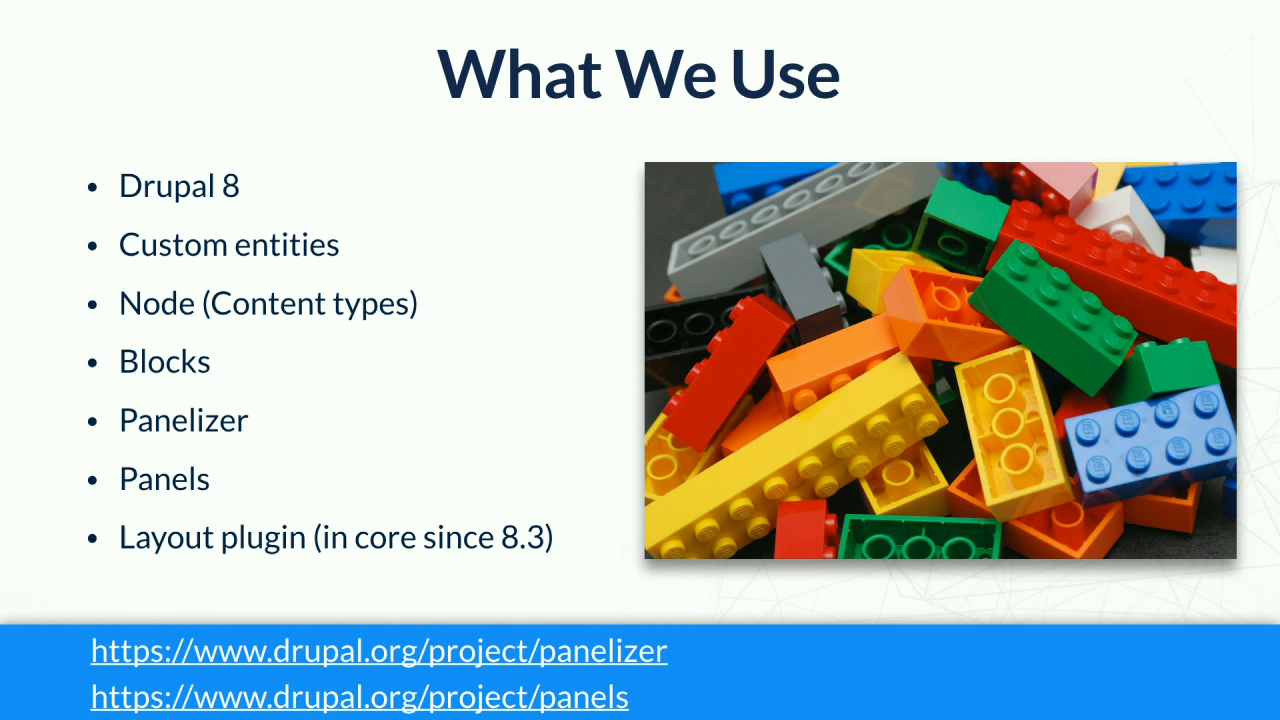 What We Use
• Drupal 8
• Custom entities
• Node (Content types)
• Blocks
• Panelizer
• Panels
• Layout plugin (in core since 8.3)
https://www.drupal.org/project/panelizer
https://www.drupal.org/project/panels